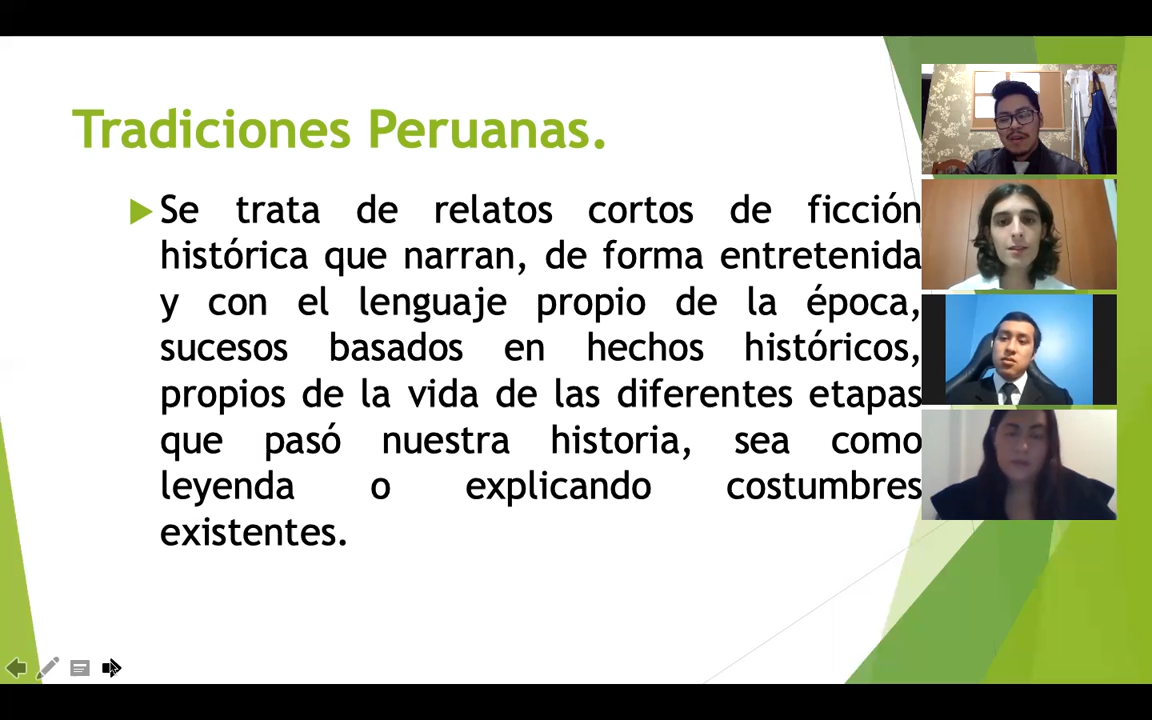 Tradiciones Peruanas.
Se trata de relatos cortos de ficción
histórica que narran, de forma entretenida
y con el lenguaje propio de la época,
sucesos basados en hechos históricos,
propios de la vida de las diferentes etapas
que pasó nuestra historia, sea como
leyenda o explicando costumbres
existentes.